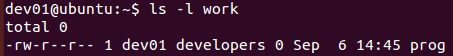 dev01@ubuntu:~$ ls -l work
total 0
-rw-r--r-- 1 dev01 developers 0 Sep  6 14:45 prog